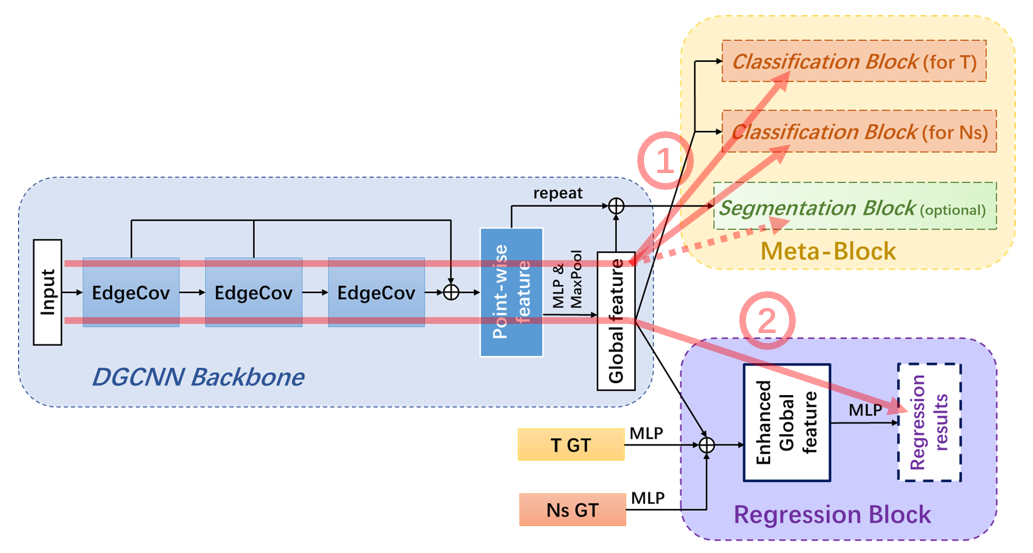 Classification Block (for T)
Classification Block (for Ns)
1
repeat
Segmentation Block (optional)
Meta-Block
Input
EdgeCov
EdgeCov
EdgeCov
Point-wise
feature
MLP &
MaxPool
Global feature
DGCNN Backbone
2
T GT
MLP
Ns GT
MLP
Enhanced
Global
feature
MLP
Regression
results
Regression Block